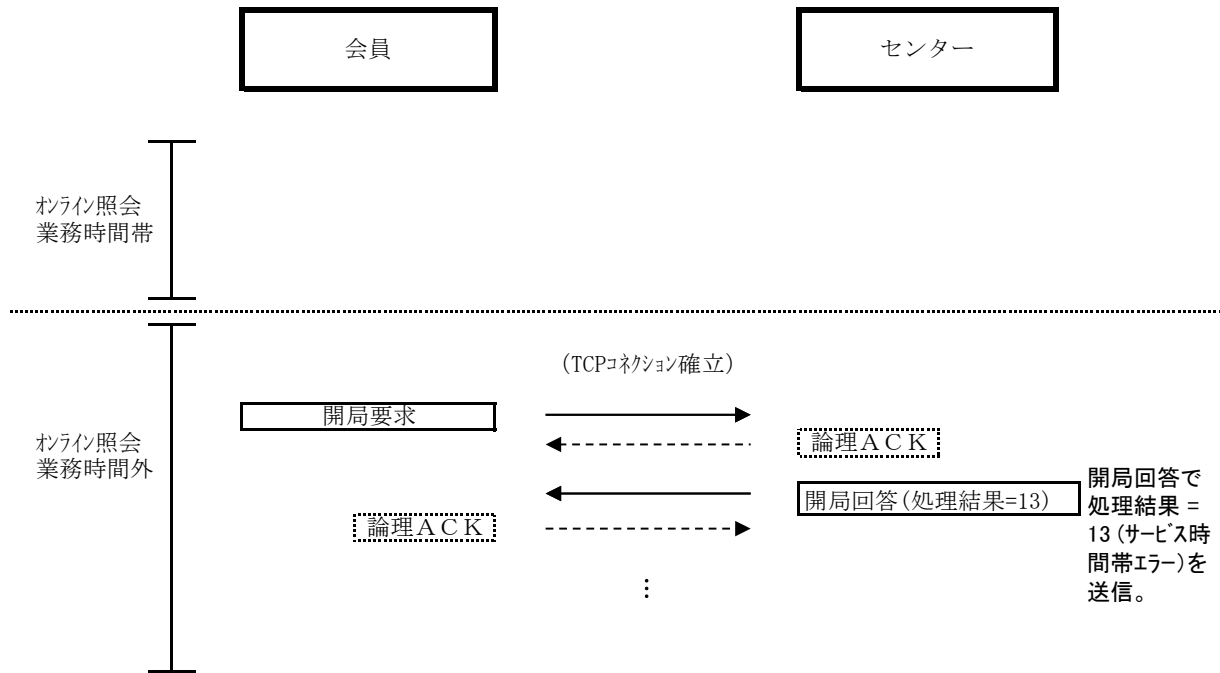 会員
センター
ｵﾝﾗｲﾝ照会
業務時間帯
(TCPｺﾈｸｼｮﾝ確立)
開局要求
論理ＡＣＫ
ｵﾝﾗｲﾝ照会
業務時間外
開局回答(処理結果=13)
論理ＡＣＫ
開局回答で
処理結果 =
13 (ｻｰﾋﾞｽ時
間帯ｴﾗｰ)を
送信。